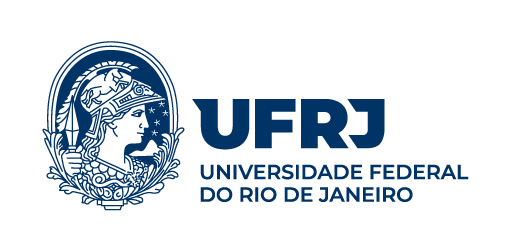 UFRJ
UNIVERSIDADE FEDERAL
DO RIO DE JANEIRO